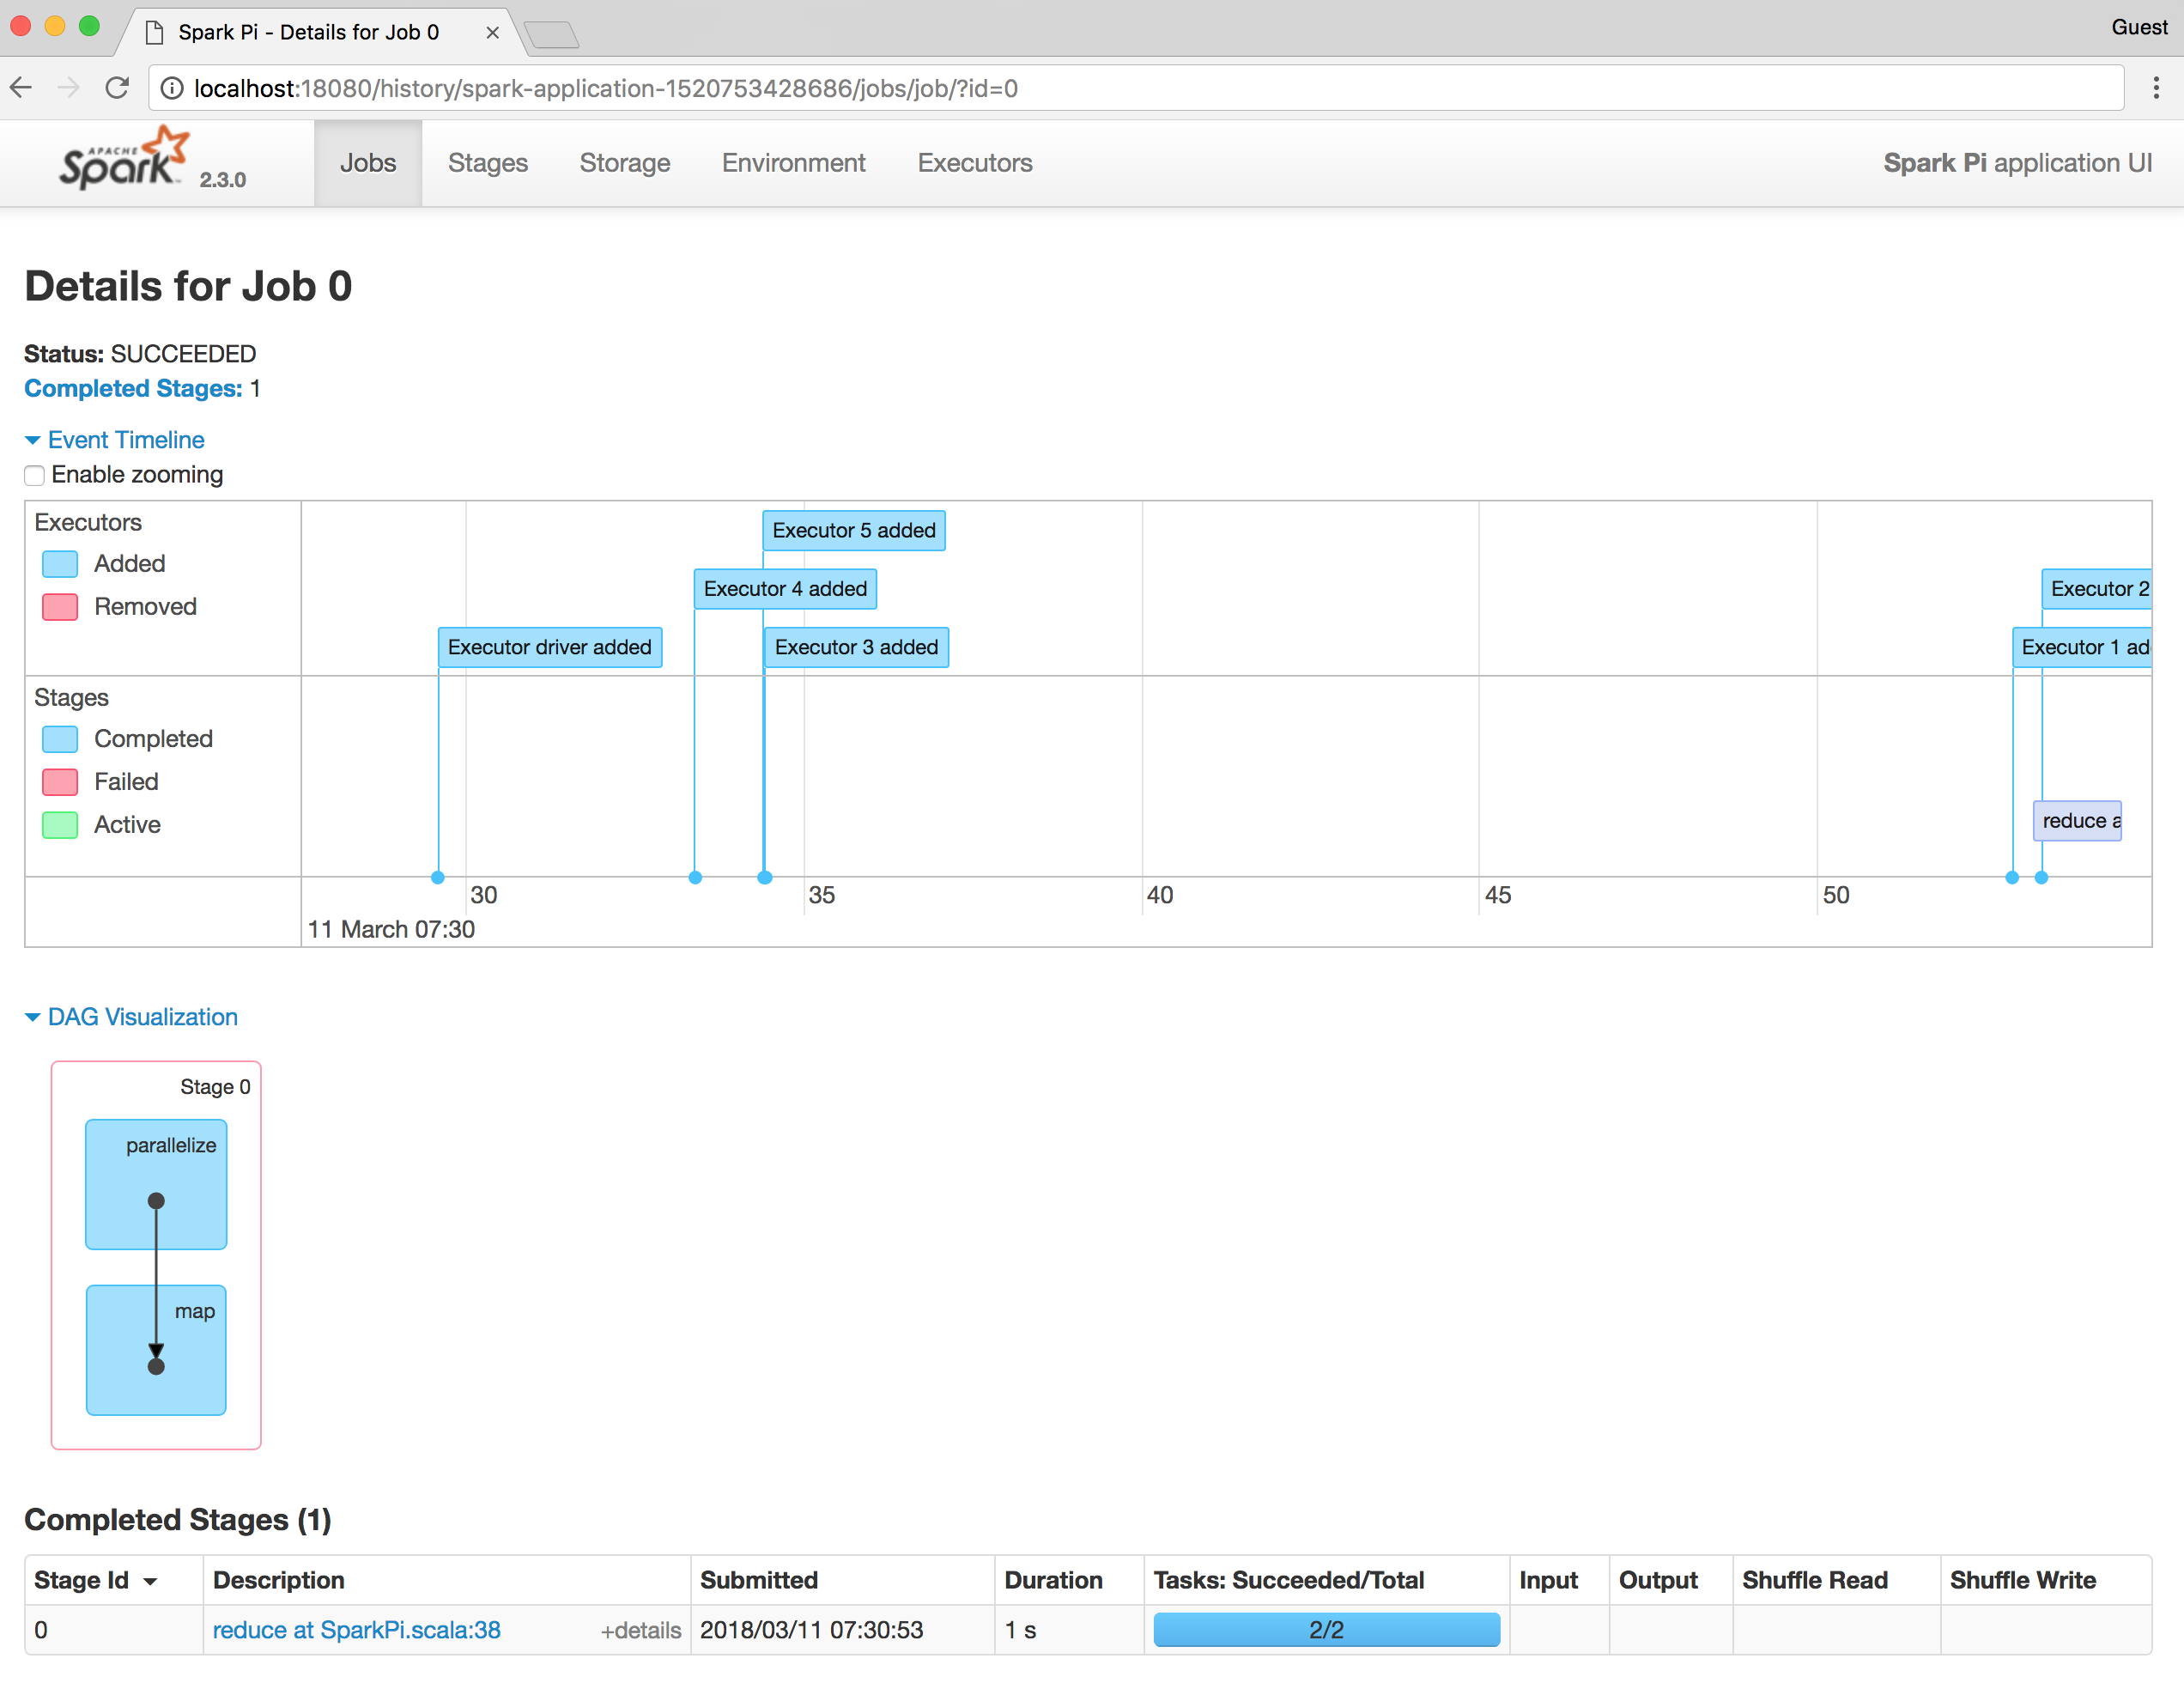 Spark Pi - Details for Job 0
Guest
localhost:18080/history/spark-application-1520753428686/jobs/job/?id=0
APACHE
Spark 2.3.0
Jobs Stages Storage Environment Executors Spark Pi application UI
Details for Job 0
Status: SUCCEEDED
Completed Stages: 1
Event Timeline
Enable zooming
Executors
Added
Removed
Executor 5 added
Executor 4 added
Executor 2
Executor driver added
Executor 3 added
Executor 1 ad
Stages
Completed
Failed
Active
reduce a
30 35 40 45 50
11 March 07:30
DAG Visualization
Stage 0
parallelize
map
Completed Stages (1)
Stage Id Description Submitted Duration Tasks: Succeeded/Total Input Output Shuffle Read Shuffle Write
0 reduce at SparkPi.scala:38 +details 2018/03/11 07:30:53 1 s 2/2